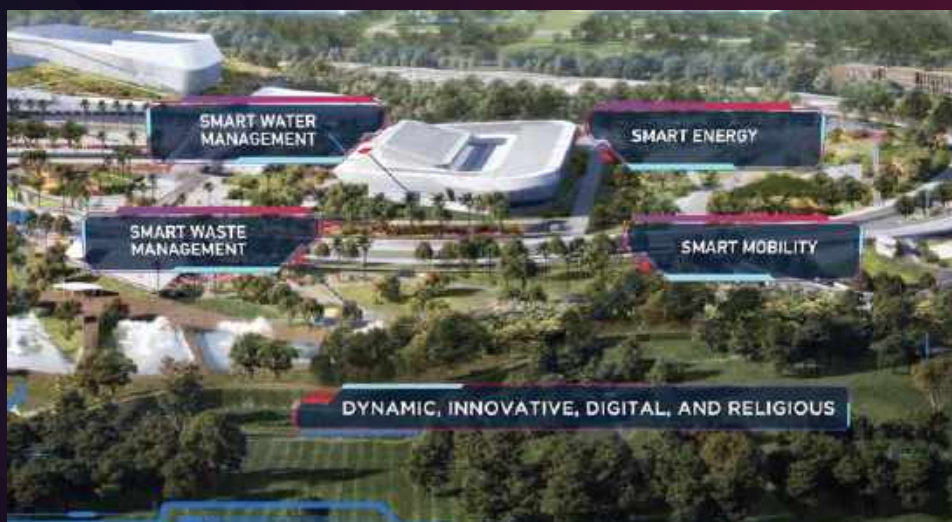 SMART WATER
MANAGEMENT
SMART ENERGY
SMART WASTE
MANAGEMENT
SMART MOBILITY
DYNAMIC, INNOVATIVE, DIGITAL, AND RELIGIOUS